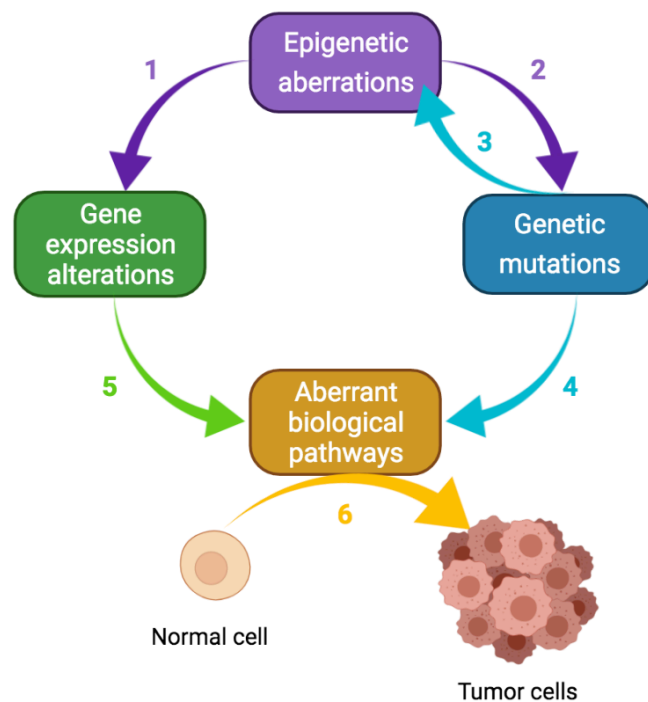 Epigenetic
aberrations
1
2
3
Gene
expression
alterations
Genetic
mutations
5
4
Aberrant
biological
pathways
6
Normal cell
Tumor cells